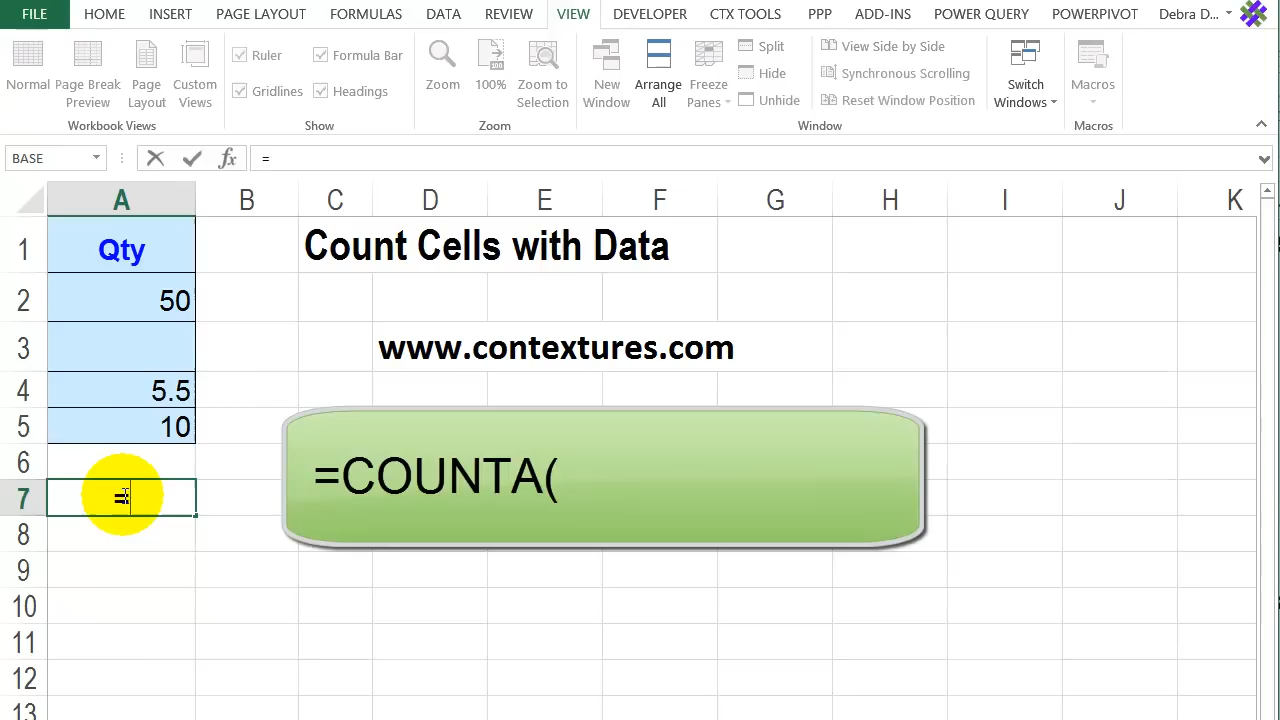 FILE HOME INSERT PAGE LAYOUT FORMULAS DATA REVIEW VIEW DEVELOPER CTX TOOLS PPP ADD-INS POWER QUERY POWERPIVOT Debra D...
Normal Page Break Preview Page Layout Custom Views
Workbook Views
Ruler Formula Bar
Gridlines Headings
Show
Zoom 100% Zoom to Selection
Zoom
New Window Arrange All Freeze Panes
Split
Hide
Unhide
View Side by Side
Synchronous Scrolling
Reset Window Position
Switch Windows
Window
Macros
Macros
BASE fx =
A B C D E F G H I J K
1 Qty Count Cells with Data
2 50
3 www.contextures.com
4 5.5
5 10
=COUNTA(
6
7 =
8
9
10
11
12
13